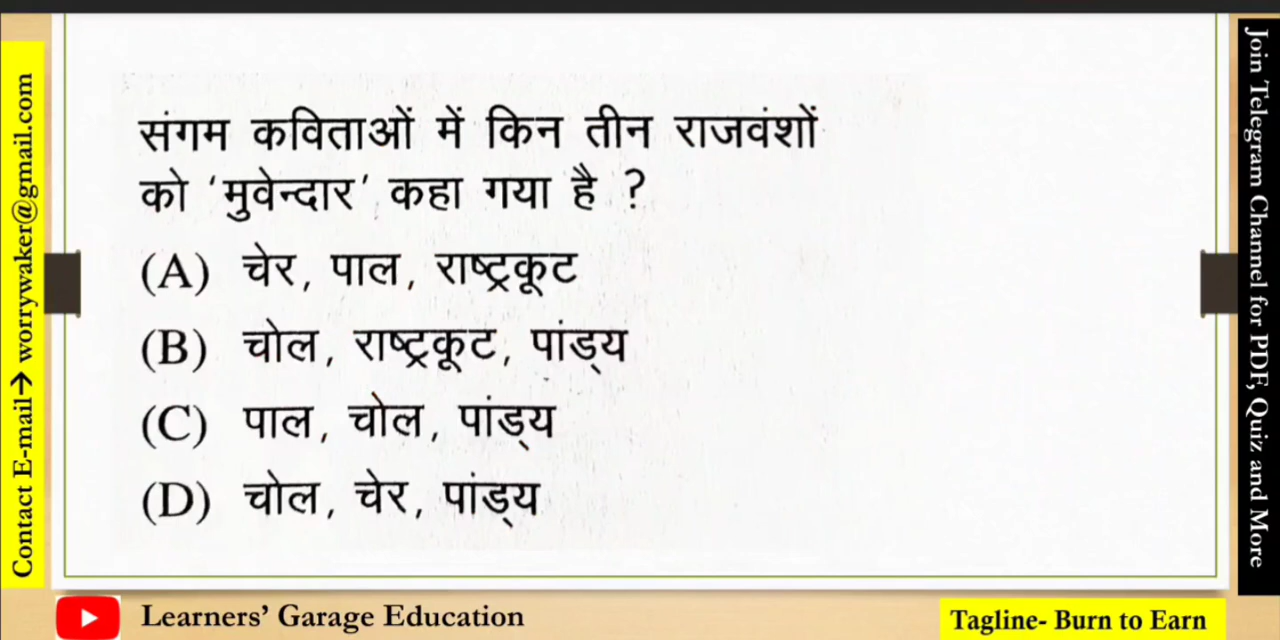 संगम कविताओं में किन तीन राजवंशों
को ‘मुवेन्दार’ कहा गया है ?
(A) चेर, पाल, राष्ट्रकूट
(B) चोल, राष्ट्रकूट, पांड्य
(C) पाल, चोल, पांड्य
(D) चोल, चेर, पांड्य
Contact E-mail→ worrywaker@gmail.com
Join Telegram Channel for PDF, Quiz and More
Learners’ Garage Education
Tagline- Burn to Earn